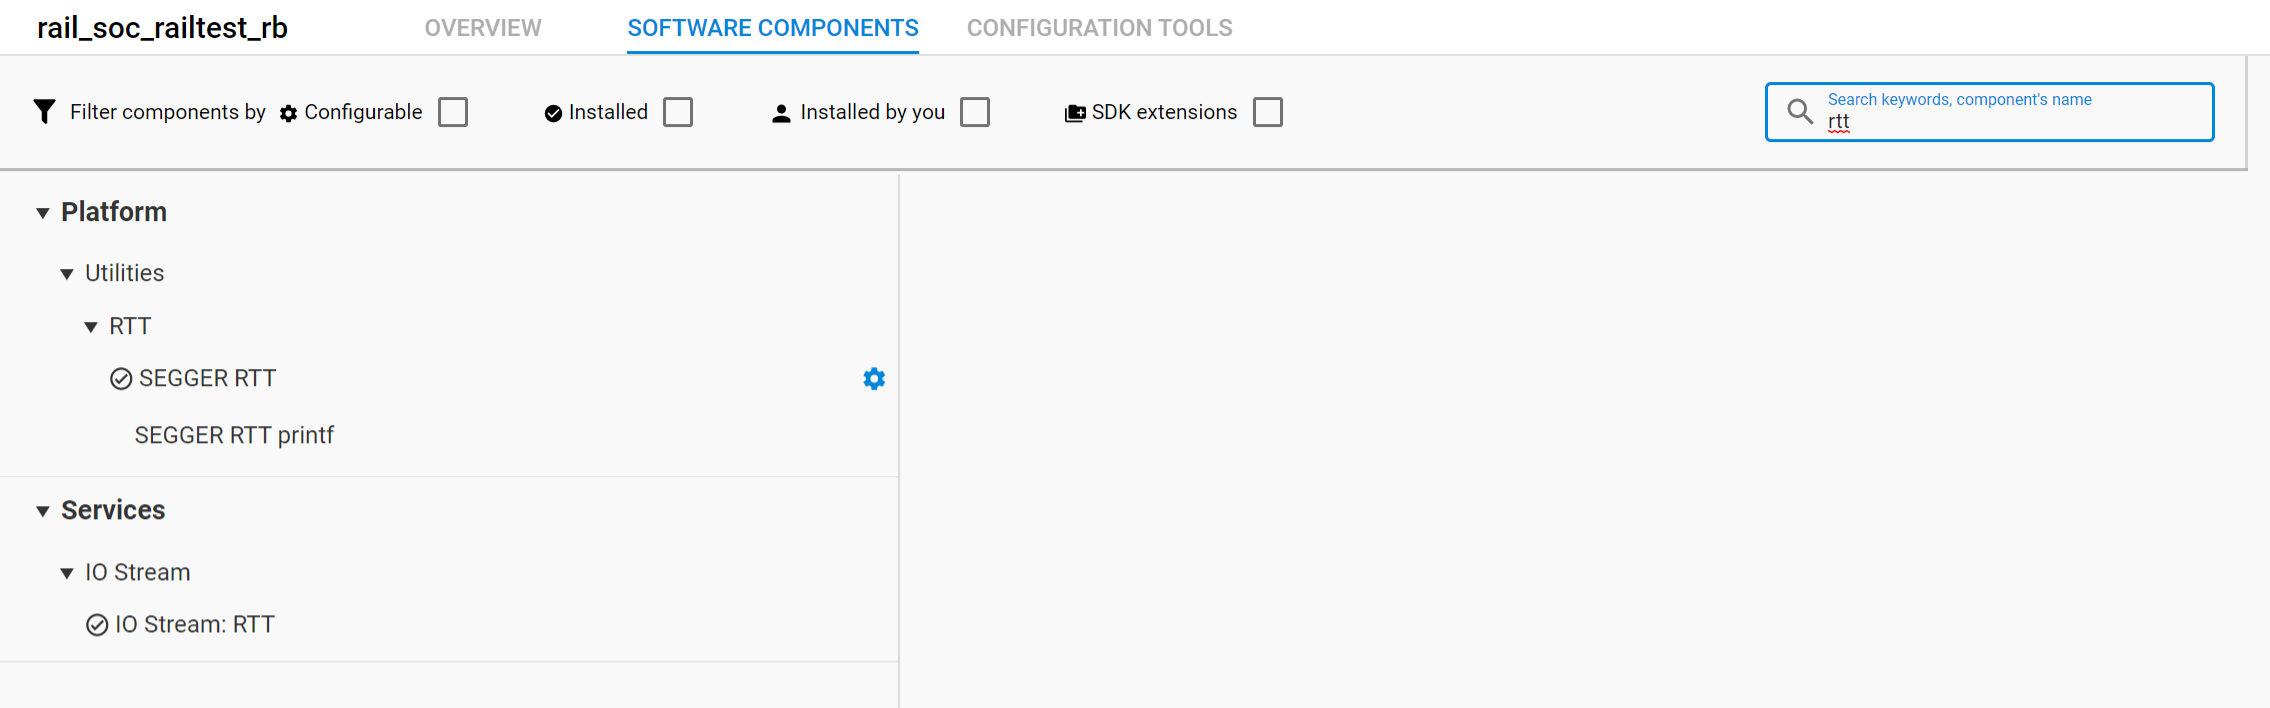 rail_soc_railtest_rb
OVERVIEW
SOFTWARE COMPONENTS
CONFIGURATION TOOLS
Filter components by
Configurable
Installed
Installed by you
SDK extensions
Search keywords, component's name
rtt
Platform
Utilities
RTT
SEGGER RTT
SEGGER RTT printf
Services
IO Stream
IO Stream: RTT